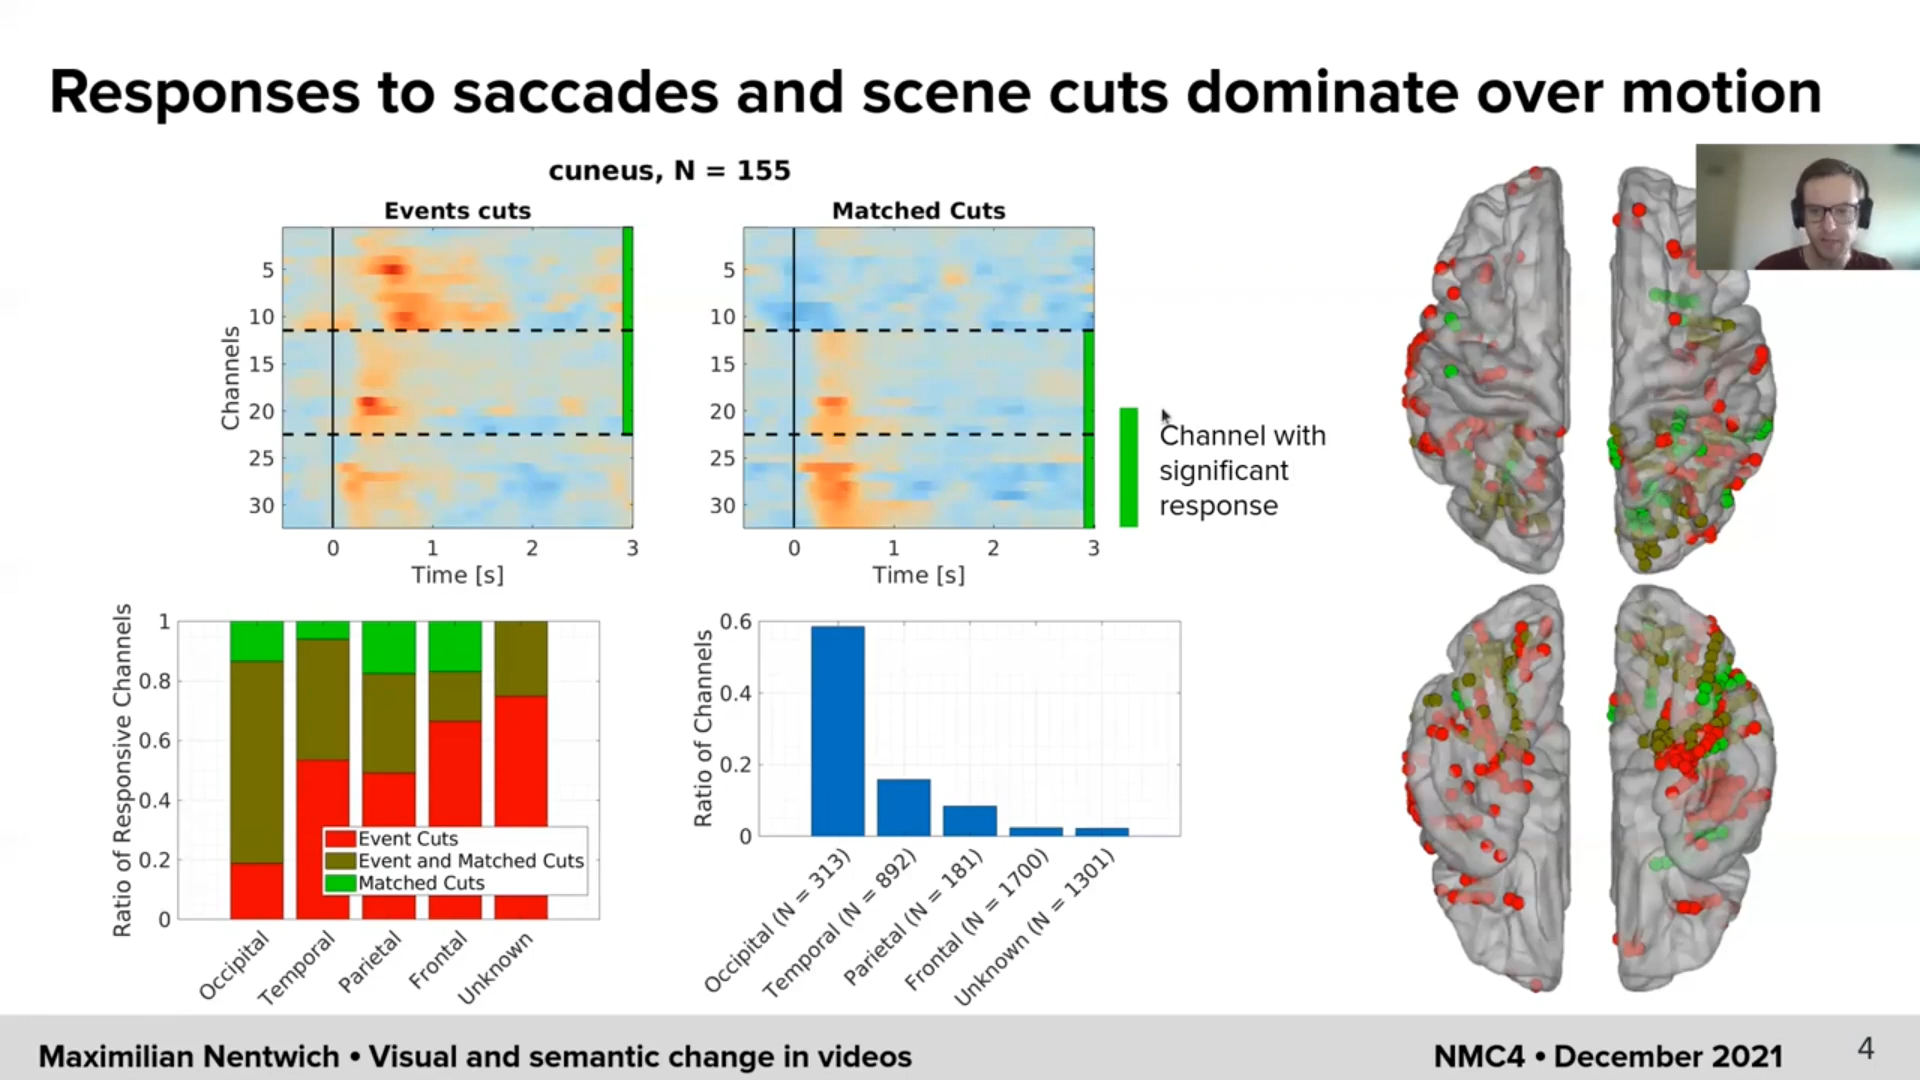 Responses to saccades and scene cuts dominate over motion
cuneus, N = 155
Events cuts
Matched Cuts
Channels
5
10
15
20
25
30
0
1
2
3
Time [s]
5
10
15
20
25
30
0
1
2
3
Time [s]
Channel with
significant
response
Ratio of Responsive Channels
1
0.8
0.6
0.4
0.2
0
Event Cuts
Event and Matched Cuts
Matched Cuts
Occipital
Temporal
Parietal
Frontal
Unknown
Ratio of Channels
0.6
0.4
0.2
0
Occipital (N = 313)
Temporal (N = 892)
Parietal (N = 181)
Frontal (N = 1700)
Unknown (N = 1301)
Maximilian Nentwich • Visual and semantic change in videos
NMC4 • December 2021
4